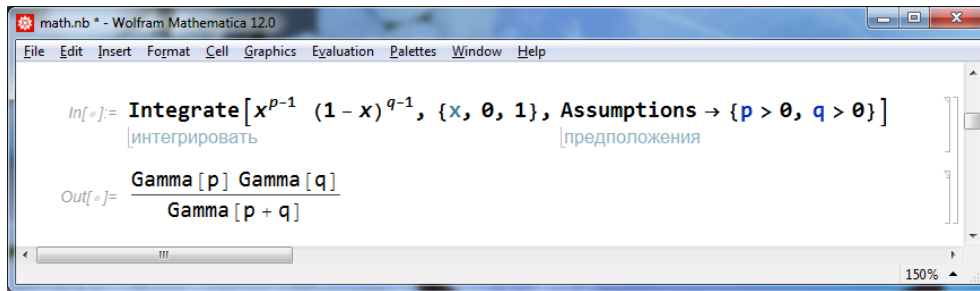 math.nb * - Wolfram Mathematica 12.0
File Edit Insert Format Cell Graphics Evaluation Palettes Window Help
In[∘]:= Integrate[x^(p-1) (1-x)^(q-1), {x, 0, 1}, Assumptions → {p > 0, q > 0}]
интегрировать предположения
Gamma[p] Gamma[q]
Out[∘]=
Gamma[p + q]
150%